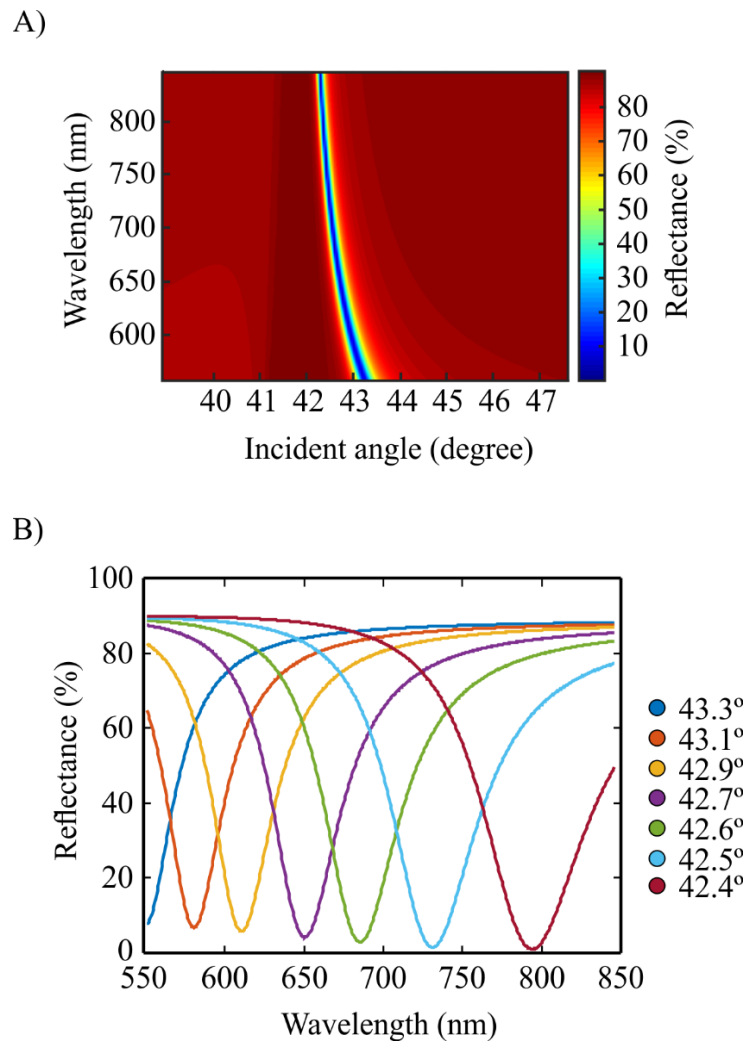 A)
Wavelength (nm)
800
750
700
650
600
40 41 42 43 44 45 46 47
Incident angle (degree)
80
70
60
50
40
30
20
10
Reflectance (%)
B)
Reflectance (%)
100
80
60
40
20
0
550 600 650 700 750 800 850
Wavelength (nm)
43.3º
43.1º
42.9º
42.7º
42.6º
42.5º
42.4º